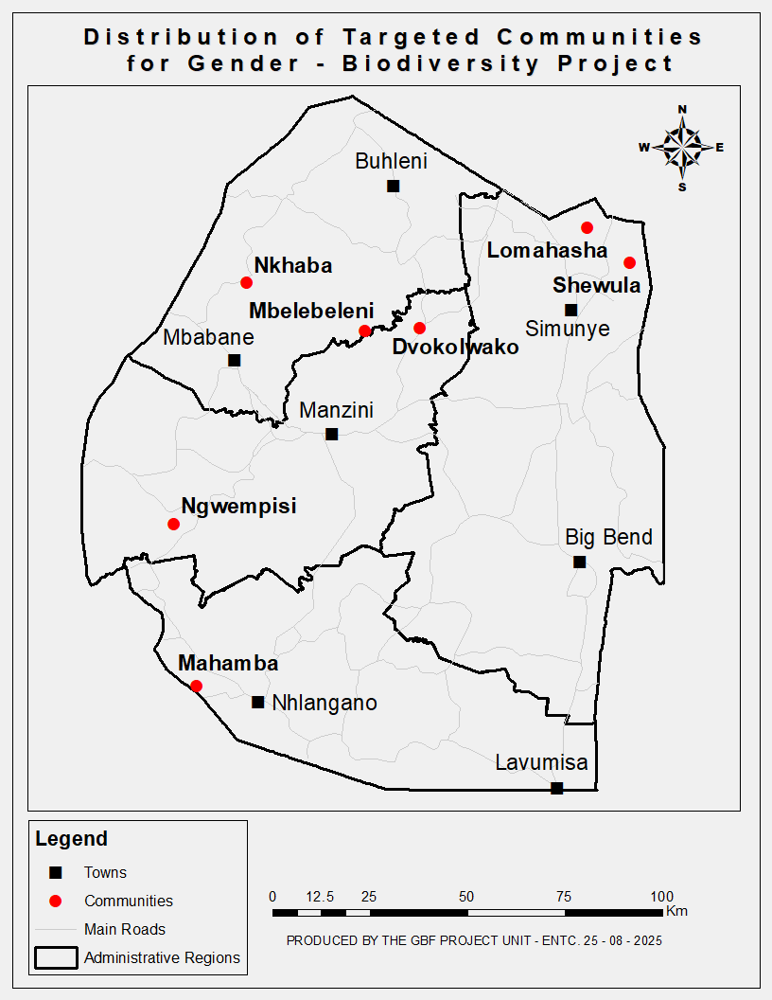 Distribution of Targeted Communities
for Gender - Biodiversity Project
N
W
E
S
Buhleni
Lomahasha
Nkhaba
Shewula
Mbelebeleni
Simunye
Mbabane
Dvokolwako
Manzini
Ngwempisi
Big Bend
Mahamba
Nhlangano
Lavumisa
Legend
Towns
Communities
Main Roads
Administrative Regions
0 12.5 25 50 75 100
Km
PRODUCED BY THE GBF PROJECT UNIT - ENTC. 25 - 08 - 2025